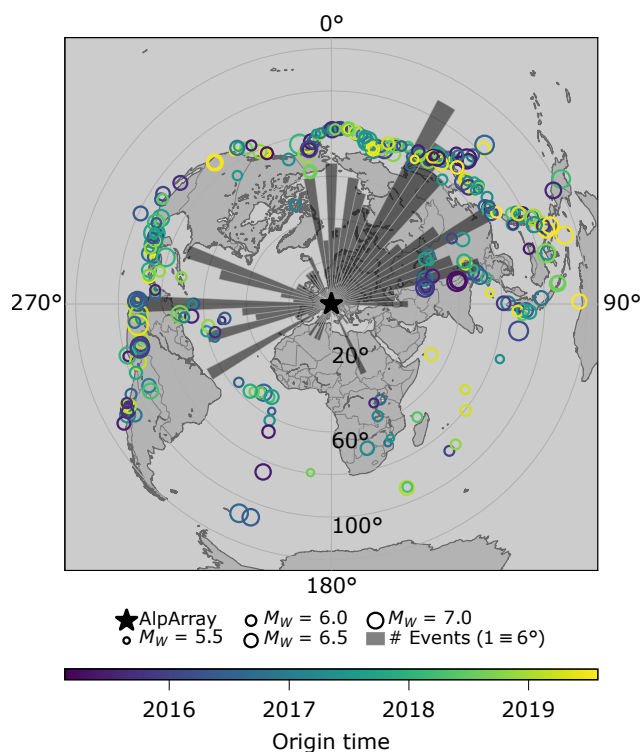 0°
270°
90°
20°
60°
100°
180°
AlpArray
M_W = 6.0
M_W = 7.0
M_W = 5.5
M_W = 6.5
# Events (1 ≡ 6°)
2016 2017 2018 2019
Origin time